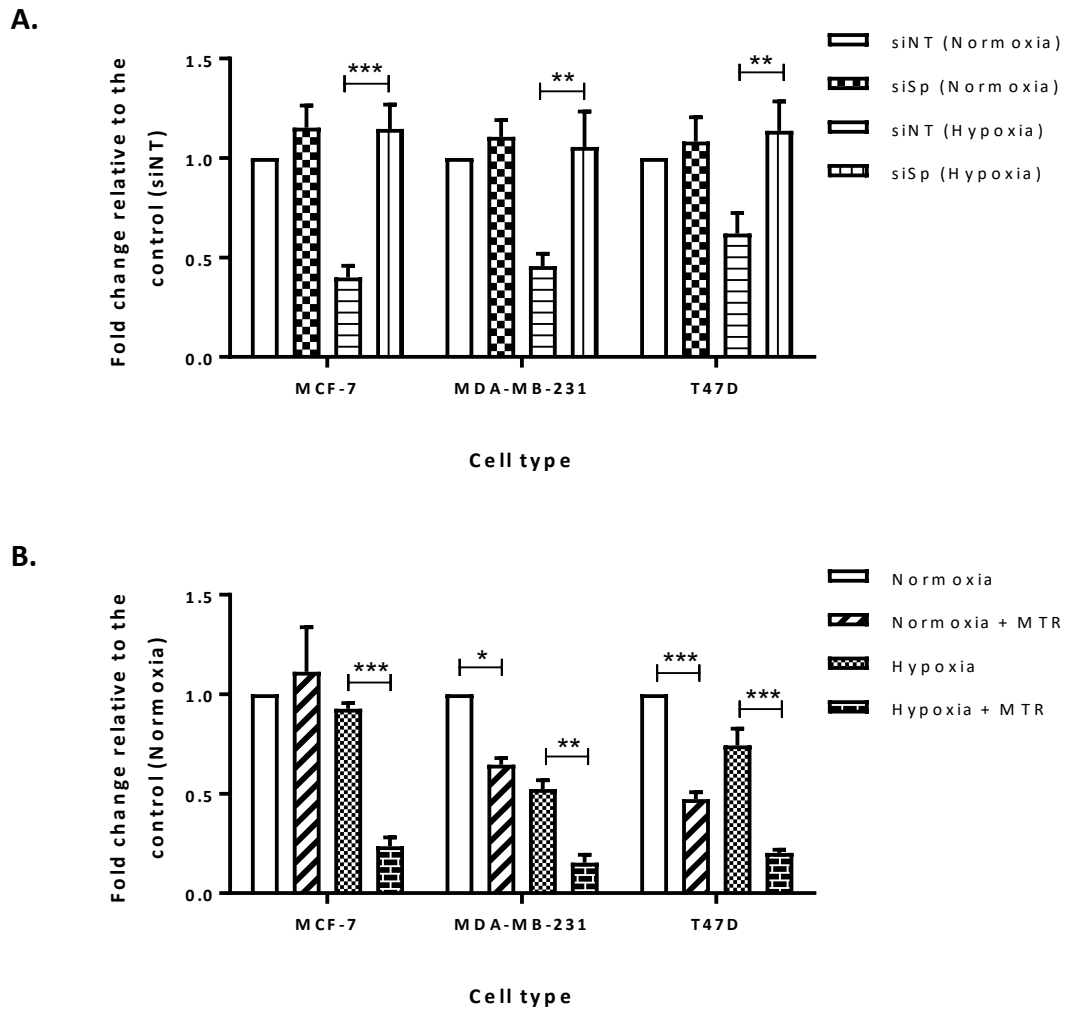 A.
Fold change relative to the
control (siNT)
1.5
1.0
0.5
0.0
***
**
**
MCF-7
MDA-MB-231
T47D
Cell type
siNT (Normoxia)
siSp (Normoxia)
siNT (Hypoxia)
siSp (Hypoxia)
B.
Fold change relative to the
control (Normoxia)
1.5
1.0
0.5
0.0
***
*
**
***
***
MCF-7
MDA-MB-231
T47D
Cell type
Normoxia
Normoxia + MTR
Hypoxia
Hypoxia + MTR